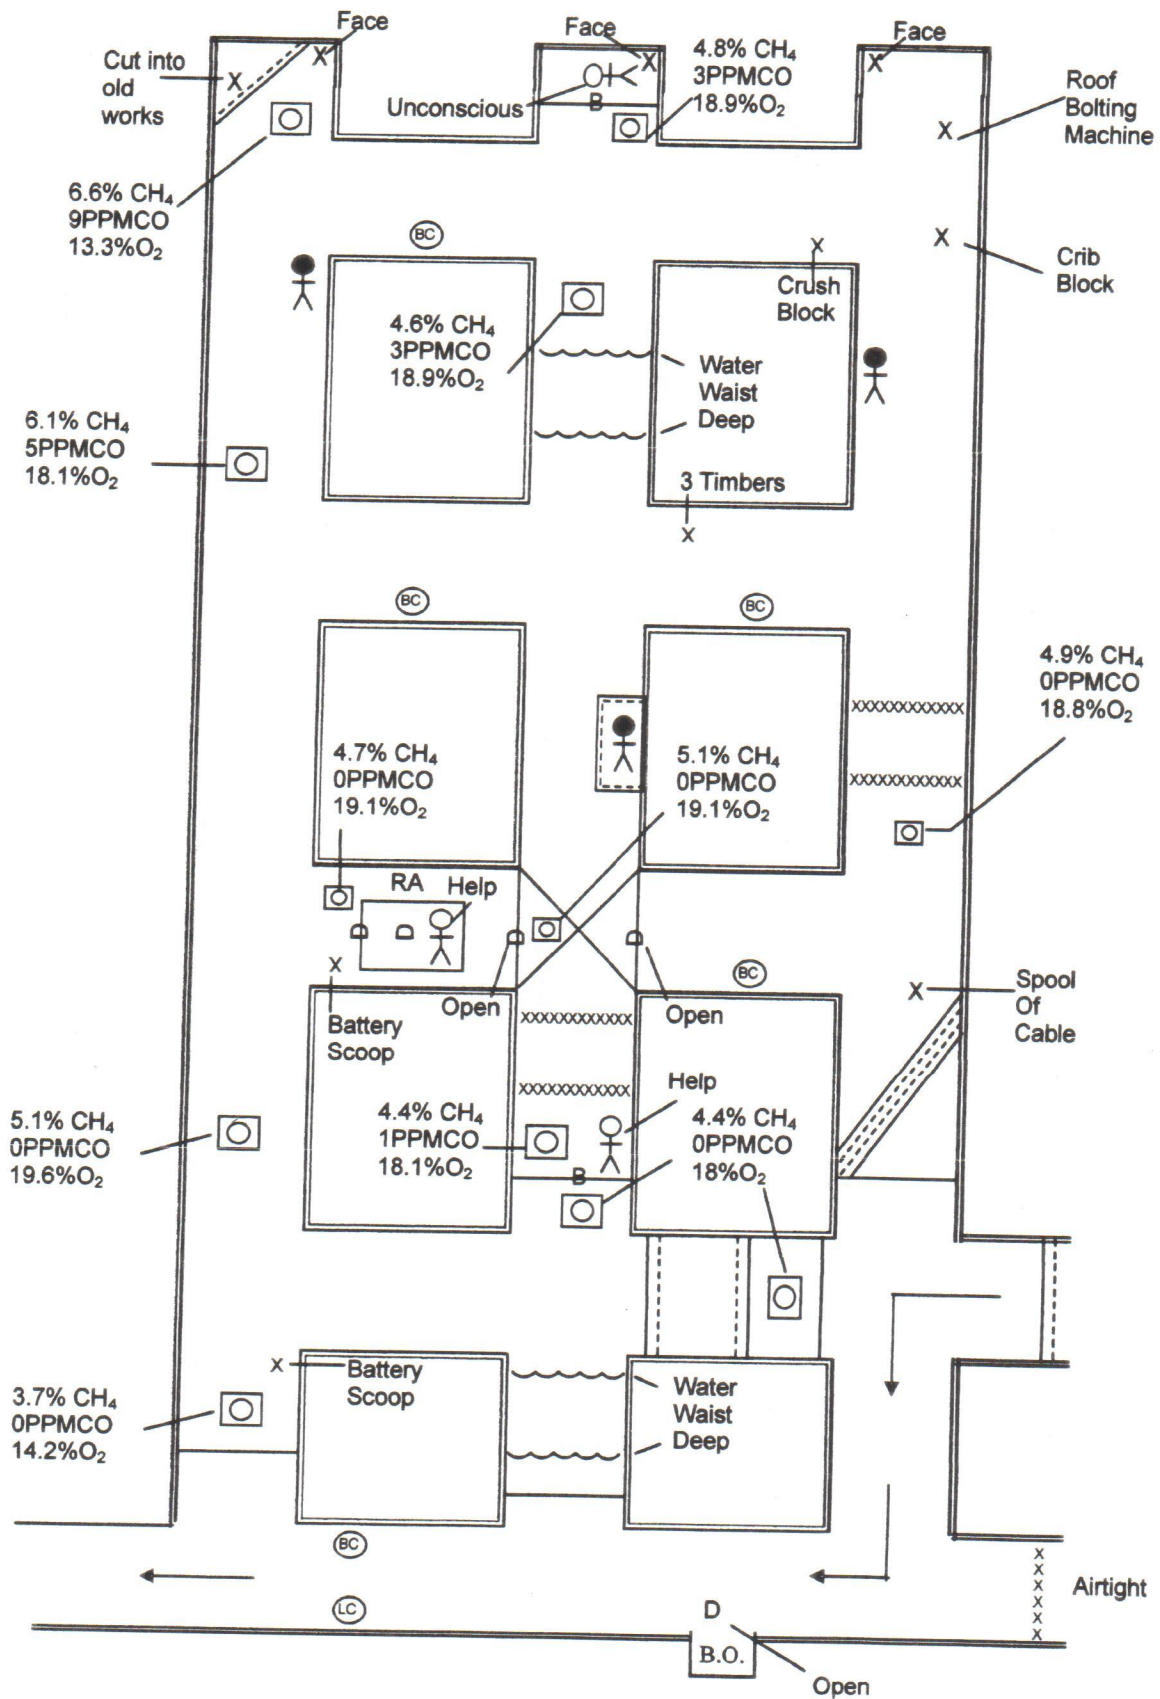 Face
Face
Face
Cut into
old
works
Unconscious
B
4.8% CH₄
3PPMCO
18.9%O₂
Roof
Bolting
Machine
6.6% CH₄
9PPMCO
13.3%O₂
BC
Crush
Block
Crib
Block
4.6% CH₄
3PPMCO
18.9%O₂
Water
Waist
Deep
6.1% CH₄
5PPMCO
18.1%O₂
3 Timbers
X
BC
BC
4.9% CH₄
0PPMCO
18.8%O₂
XXXXXXXXXXXX
XXXXXXXXXXXX
4.7% CH₄
0PPMCO
19.1%O₂
5.1% CH₄
0PPMCO
19.1%O₂
RA
Help
D D
D D
X
Battery
Scoop
Open
Open
BC
X
Spool
Of
Cable
XXXXXXXXXXXX
XXXXXXXXXXXX
Help
5.1% CH₄
0PPMCO
19.6%O₂
4.4% CH₄
1PPMCO
18.1%O₂
B
4.4% CH₄
0PPMCO
18%O₂
X
Battery
Scoop
Water
Waist
Deep
3.7% CH₄
0PPMCO
14.2%O₂
BC
LC
D
B.O.
Open
XXXXXX
Airtight